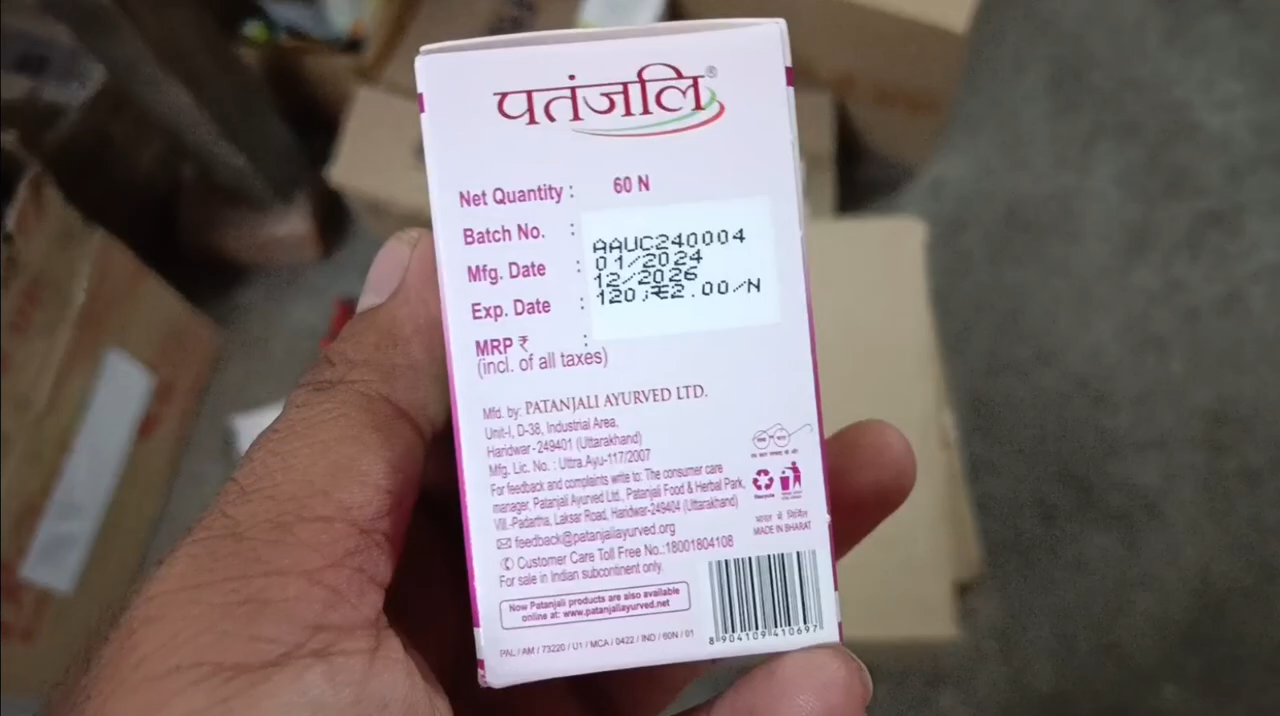 पतंजलि®
Net Quantity : 60 N
Batch No. : AAUC240004
Mfg. Date : 01/2024
Exp. Date : 12/2026
MRP ₹ : 120/₹2.00/N
(incl. of all taxes)
Mfd. by: PATANJALI AYURVED LTD.
Unit-I, D-38, Industrial Area,
Haridwar-249401 (Uttarakhand)
Mfg. Lic. No. : Uttra.Ayu-117/2007
For feedback and complaints write to: The consumer care
manager, Patanjali Ayurved Ltd., Patanjali Food & Herbal Park,
Vill.-Padartha, Laksar Road, Haridwar-249404 (Uttarakhand)
feedback@patanjaliayurved.org
Customer Care Toll Free No.:18001804108
For sale in Indian subcontinent only.
Recycle
MADE IN BHARAT
Now Patanjali products are also available
online at: www.patanjaliayurved.net
PAL / AM / 73220 / U1 / MCA / 0422 / IND / 60N / 01
8 904109 410697